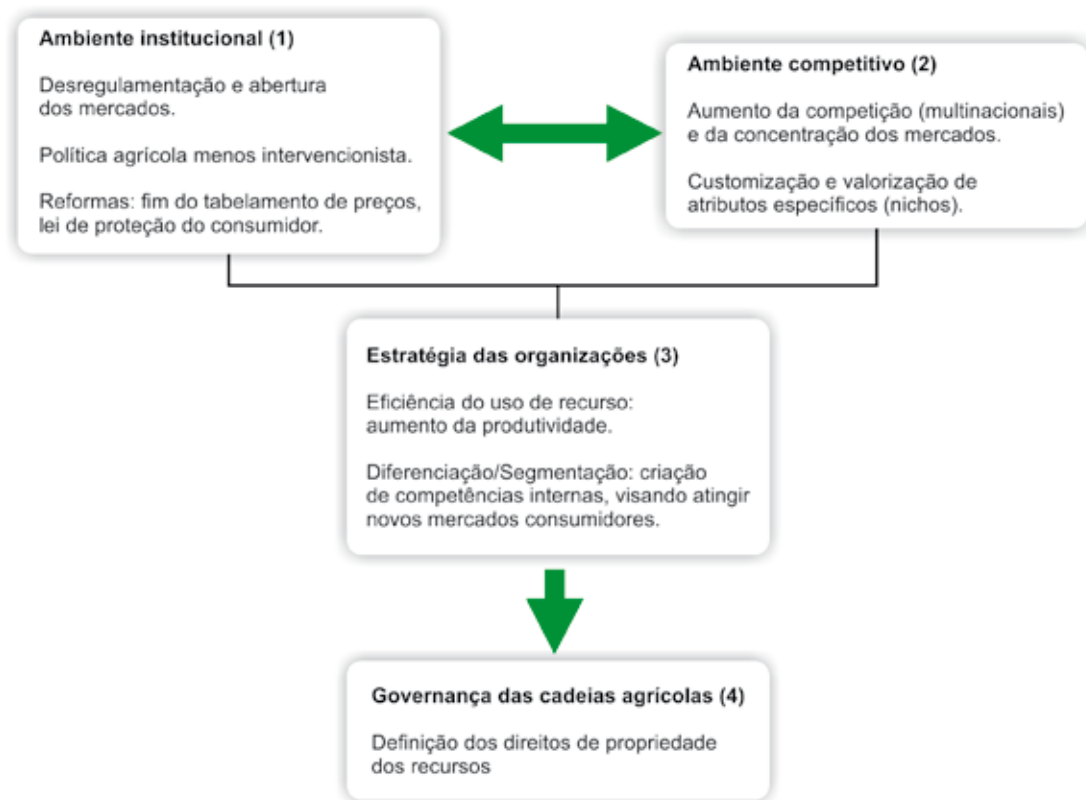 Ambiente institucional (1)
Desregulamentação e abertura
dos mercados.
Política agrícola menos intervencionista.
Reformas: fim do tabelamento de preços,
lei de proteção do consumidor.
Ambiente competitivo (2)
Aumento da competição (multinacionais)
e da concentração dos mercados.
Customização e valorização de
atributos específicos (nichos).
Estratégia das organizações (3)
Eficiência do uso de recurso:
aumento da produtividade.
Diferenciação/Segmentação: criação
de competências internas, visando atingir
novos mercados consumidores.
Governança das cadeias agrícolas (4)
Definição dos direitos de propriedade
dos recursos